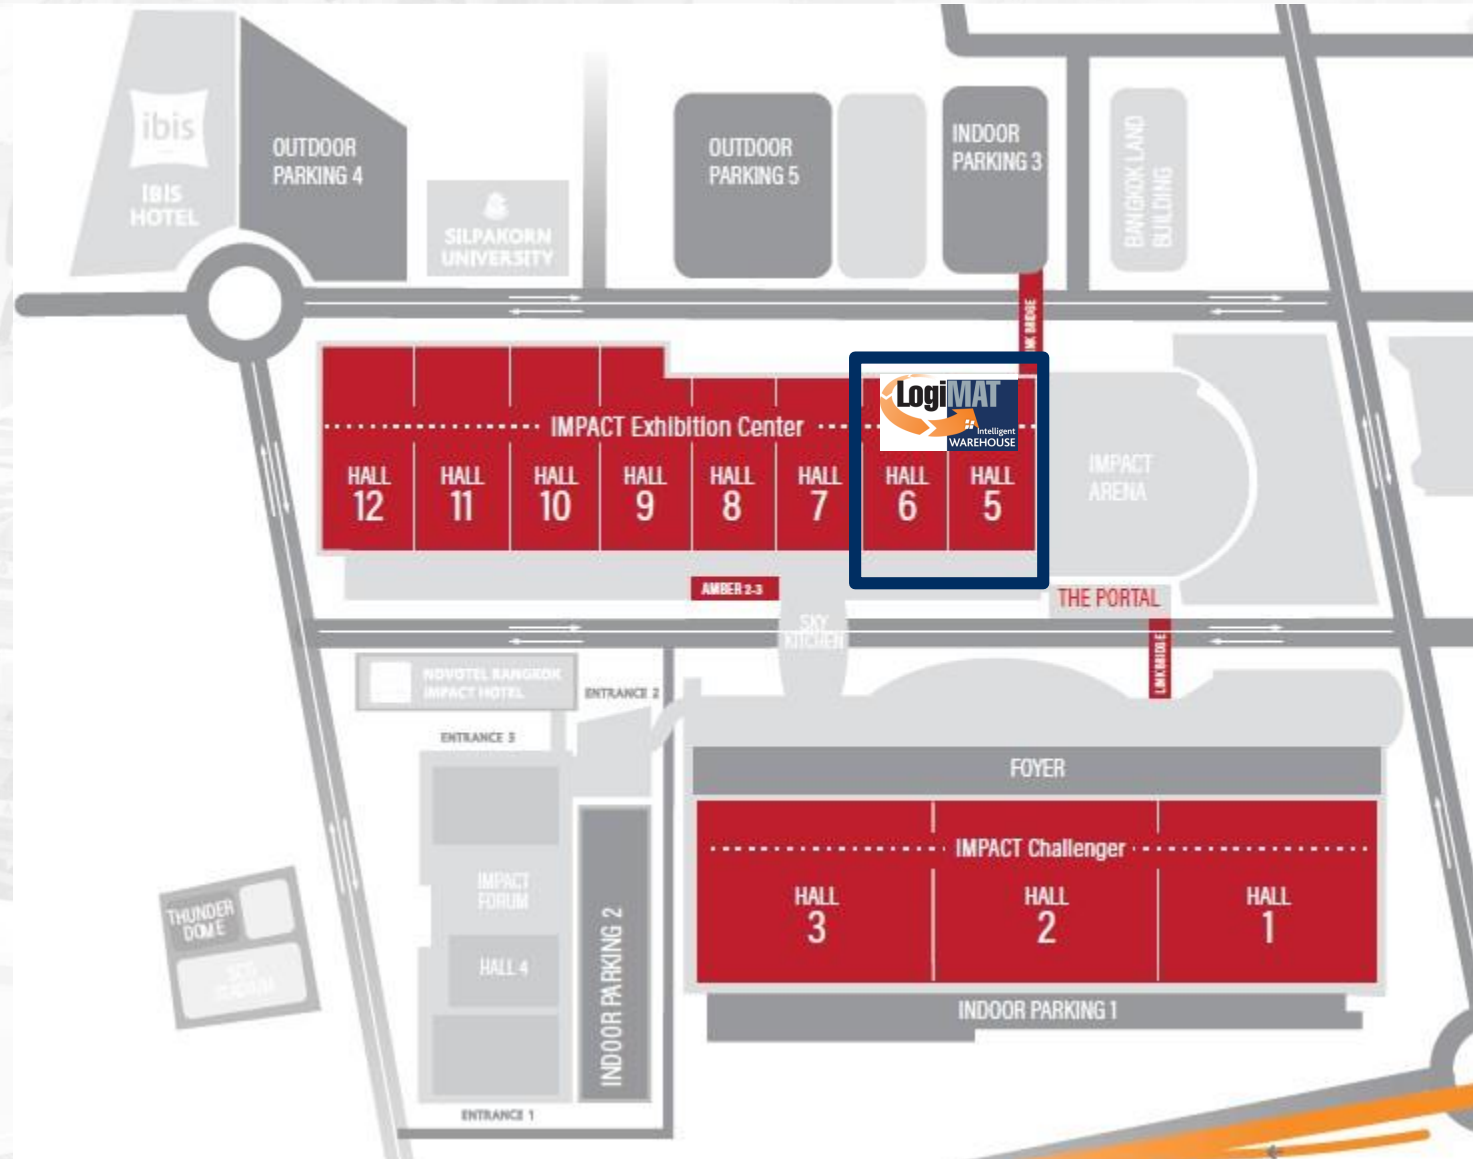 ibis
IBIS
HOTEL
OUTDOOR
PARKING 4
SILPAKORN
UNIVERSITY
OUTDOOR
PARKING 5
INDOOR
PARKING 3
BANGKOK LAND
BUILDING
LINK BRIDGE
IMPACT Exhibition Center
LogiMAT
Intelligent
WAREHOUSE
HALL
12
HALL
11
HALL
10
HALL
9
HALL
8
HALL
7
HALL
6
HALL
5
IMPACT
ARENA
AMBER 2-3
THE PORTAL
SKY
KITCHEN
LINK BRIDGE
NOVOTEL BANGKOK
IMPACT HOTEL
ENTRANCE 2
ENTRANCE 3
FOYER
IMPACT Challenger
HALL
3
HALL
2
HALL
1
IMPACT
FORUM
HALL 4
INDOOR PARKING 2
THUNDER
DOME
INDOOR PARKING 1
ENTRANCE 1